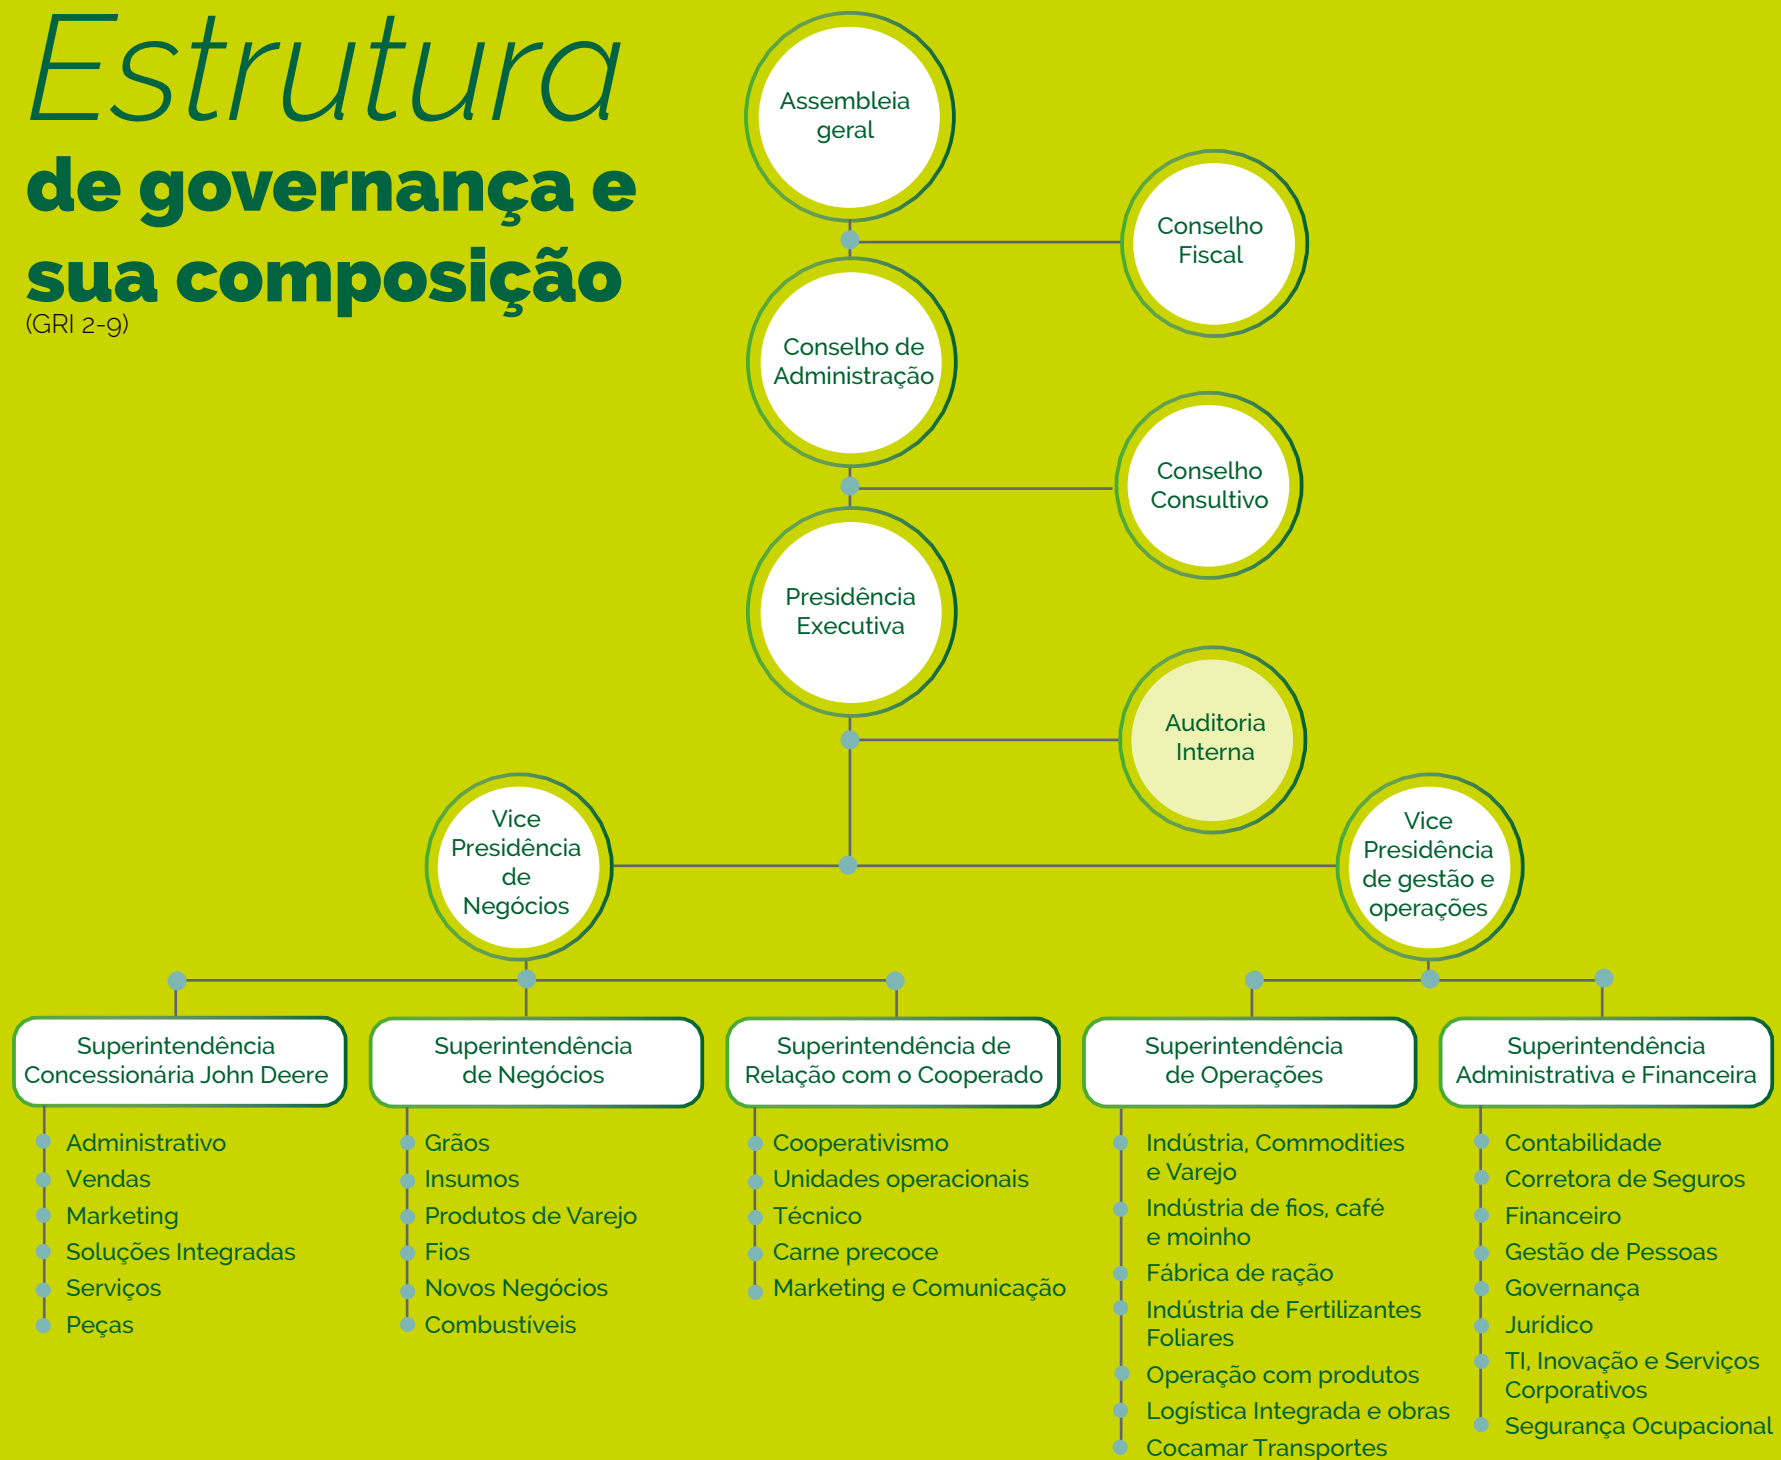 Estrutura
de governança e
sua composição
(GRI 2-9)
Assembleia
geral
Conselho
Fiscal
Conselho de
Administração
Conselho
Consultivo
Presidência
Executiva
Auditoria
Interna
Vice
Presidência
de
Negócios
Vice
Presidência
de gestão e
operações
Superintendência
Concessionária John Deere
Administrativo
Vendas
Marketing
Soluções Integradas
Serviços
Peças
Superintendência
de Negócios
Grãos
Insumos
Produtos de Varejo
Fios
Novos Negócios
Combustíveis
Superintendência de
Relação com o Cooperado
Cooperativismo
Unidades operacionais
Técnico
Carne precoce
Marketing e Comunicação
Superintendência
de Operações
Indústria, Commodities
e Varejo
Indústria de fios, café
e moinho
Fábrica de ração
Indústria de Fertilizantes
Foliares
Operação com produtos
Logística Integrada e obras
Cocamar Transportes
Superintendência
Administrativa e Financeira
Contabilidade
Corretora de Seguros
Financeiro
Gestão de Pessoas
Governança
Jurídico
TI, Inovação e Serviços
Corporativos
Segurança Ocupacional